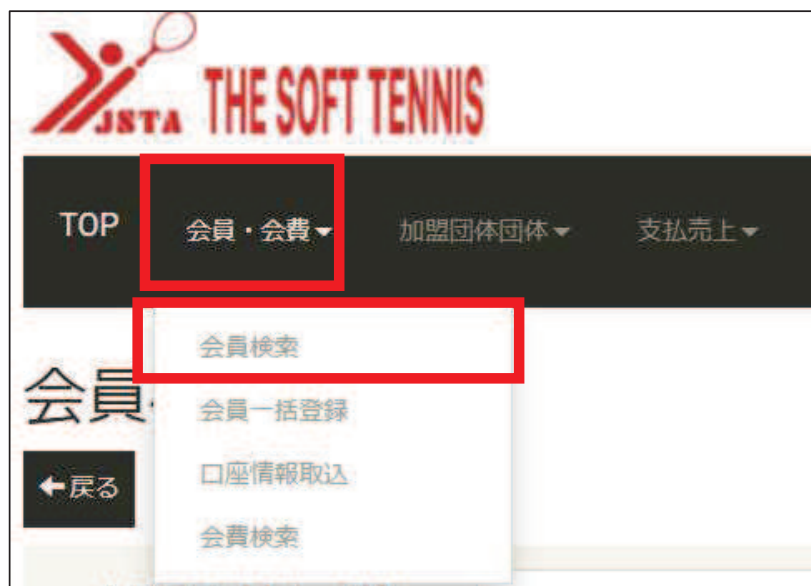 JSTA THE SOFT TENNIS
TOP 会員・会費 加盟団体団体 支払売上
会員検索
会員
会員一括登録
口座情報取込
戻る
会費検索